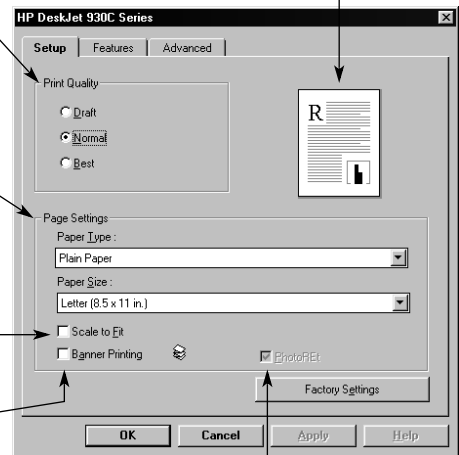 HP DeskJet 930C Series
Setup Features Advanced
Print Quality
Draft
Normal
Best
R
Page Settings
Paper Type :
Plain Paper
Paper Size :
Letter (8.5 x 11 in.)
Scale to Fit
Banner Printing
PhotoREt
Factory Settings
OK Cancel Apply Help